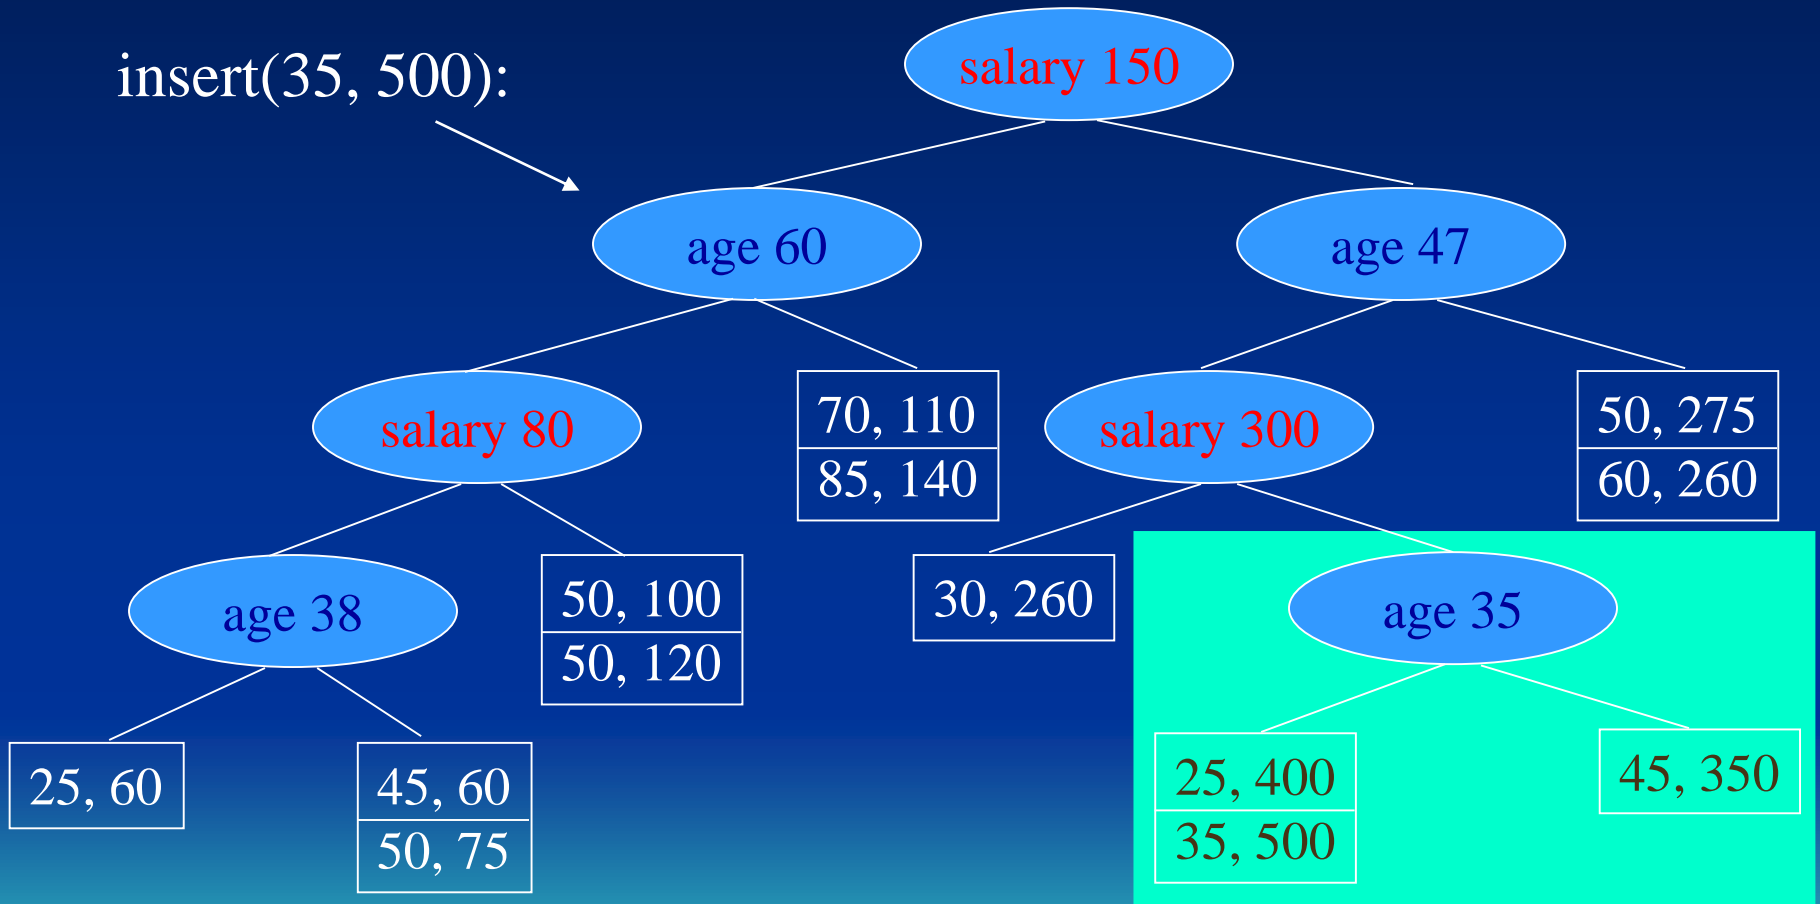 insert(35, 500):
salary 150
age 60
age 47
salary 80
70, 110
85, 140
salary 300
50, 275
60, 260
age 38
50, 100
50, 120
30, 260
age 35
25, 60
45, 60
50, 75
25, 400
35, 500
45, 350